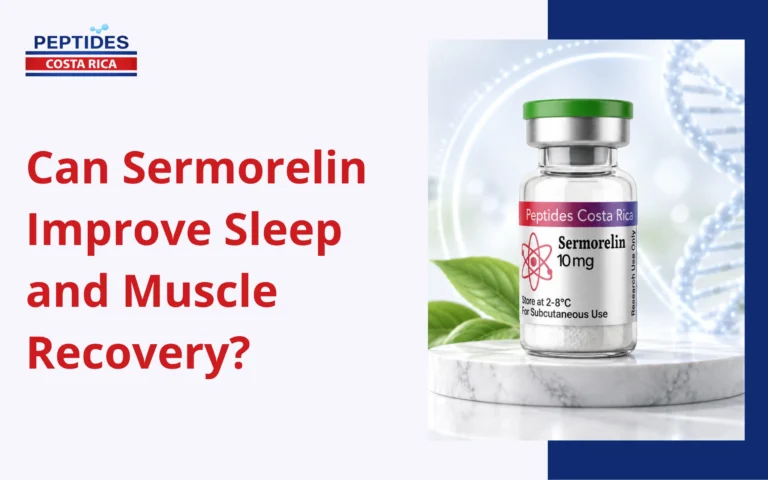 PEPTIDES
COSTA RICA
Can Sermorelin
Improve Sleep
and Muscle
Recovery?
Peptides Costa Rica
Sermorelin
10mg
Store at 2-8°C
For Subcutaneous Use
Research Use Only